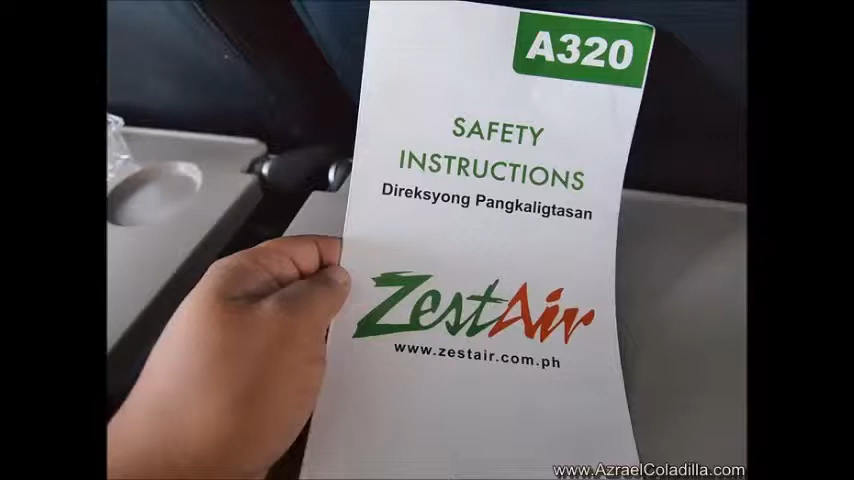 A320
SAFETY
INSTRUCTIONS
Direksyong Pangkaligtasan
ZestAir
www.zestair.com.ph
www.AzraelColadilla.com